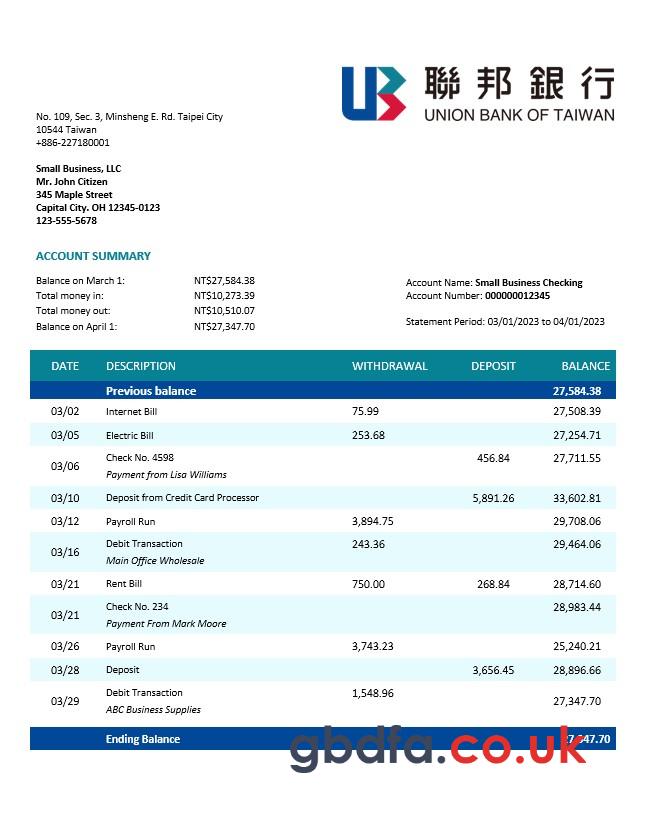 聯邦銀行
UNION BANK OF TAIWAN
No. 109, Sec. 3, Minsheng E. Rd. Taipei City
10544 Taiwan
+886-227180001
Small Business, LLC
Mr. John Citizen
345 Maple Street
Capital City. OH 12345-0123
123-555-5678
ACCOUNT SUMMARY
Balance on March 1: NT$27,584.38
Total money in: NT$10,273.39
Total money out: NT$10,510.07
Balance on April 1: NT$27,347.70
Account Name: Small Business Checking
Account Number: 000000012345
Statement Period: 03/01/2023 to 04/01/2023
DATE DESCRIPTION WITHDRAWAL DEPOSIT BALANCE
Previous balance 27,584.38
03/02 Internet Bill 75.99 27,508.39
03/05 Electric Bill 253.68 27,254.71
03/06 Check No. 4598 456.84 27,711.55
Payment from Lisa Williams
03/10 Deposit from Credit Card Processor 5,891.26 33,602.81
03/12 Payroll Run 3,894.75 29,708.06
03/16 Debit Transaction 243.36 29,464.06
Main Office Wholesale
03/21 Rent Bill 750.00 268.84 28,714.60
03/21 Check No. 234 28,983.44
Payment From Mark Moore
03/26 Payroll Run 3,743.23 25,240.21
03/28 Deposit 3,656.45 28,896.66
03/29 Debit Transaction 1,548.96 27,347.70
ABC Business Supplies
Ending Balance 27,347.70
gbdfa.co.uk